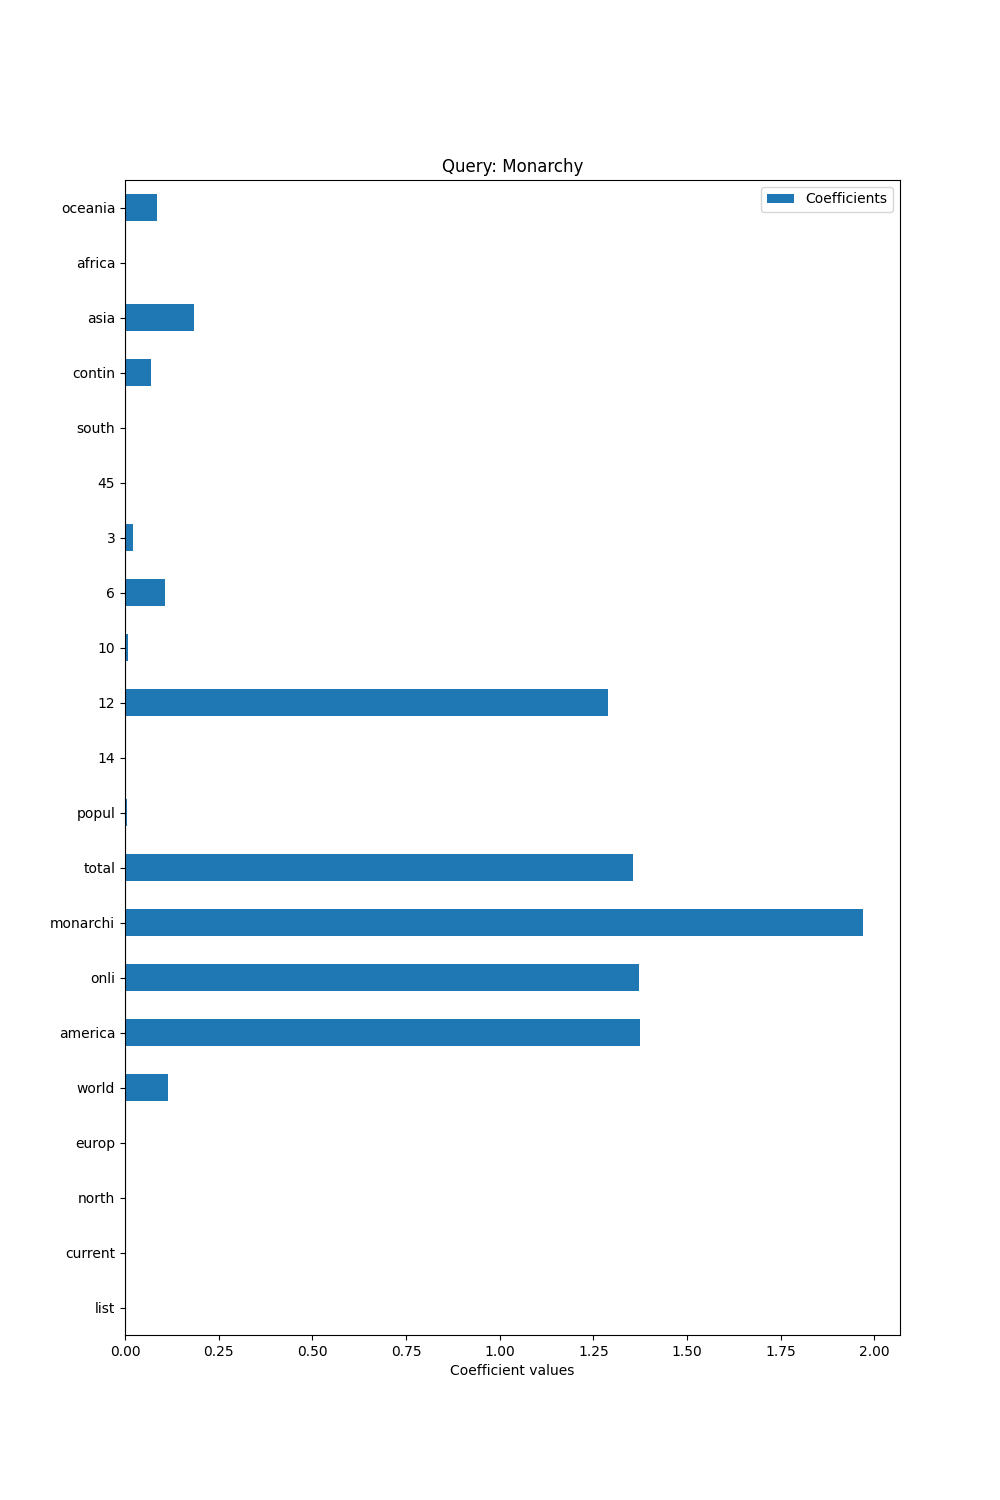 Query: Monarchy
Coefficients
oceania
africa
asia
contin
south
45
3
6
10
12
14
popul
total
monarchi
onli
america
world
europ
north
current
list
0.00 0.25 0.50 0.75 1.00 1.25 1.50 1.75 2.00
Coefficient values